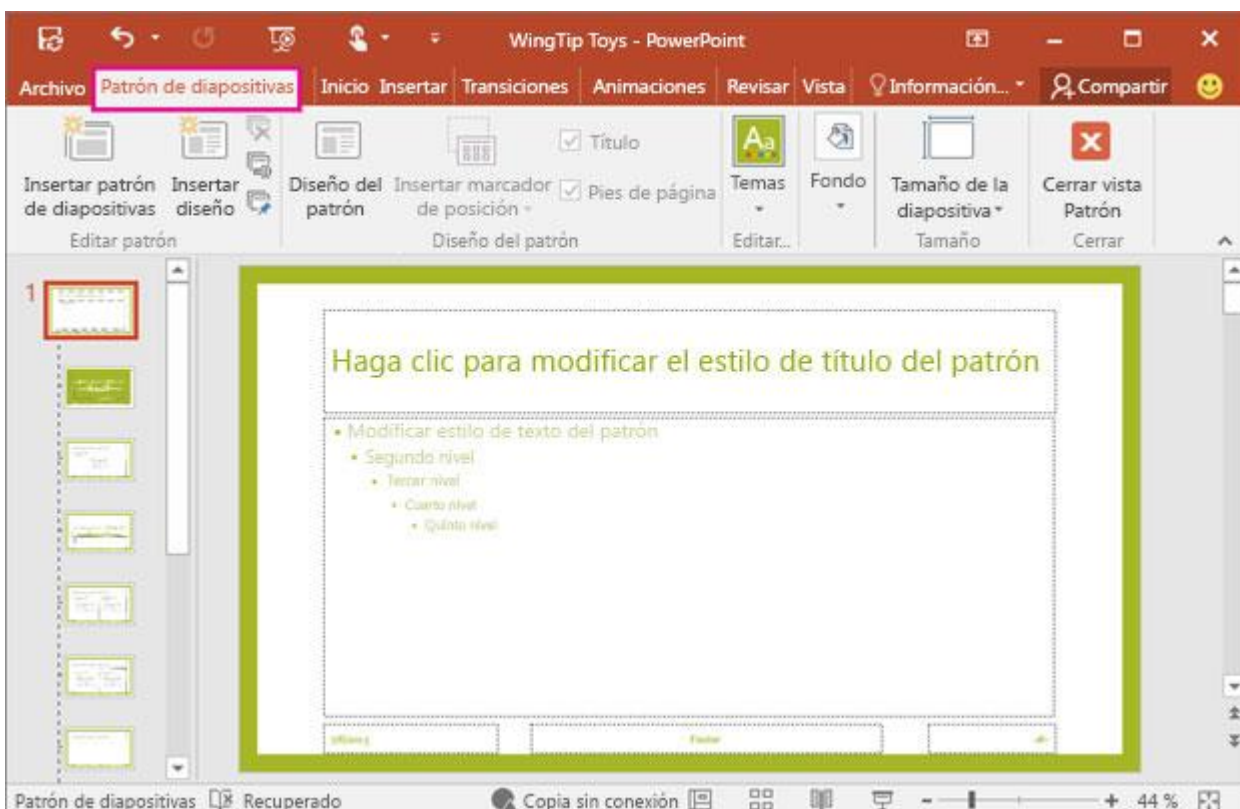 WingTip Toys - PowerPoint
Archivo Patrón de diapositivas Inicio Insertar Transiciones Animaciones Revisar Vista Información... Compartir
Insertar patrón de diapositivas
Insertar diseño
Diseño del patrón
Insertar marcador de posición
Título
Pies de página
Aa
Temas
Fondo
Tamaño de la diapositiva
Cerrar vista Patrón
Editar patrón
Diseño del patrón
Editar...
Tamaño
Cerrar
1
Haga clic para modificar el estilo de título del patrón
Modificar estilo de texto del patrón
Segundo nivel
Tercer nivel
Cuarto nivel
Quinto nivel
Footer
Patrón de diapositivas Recuperado Copia sin conexión 44 %